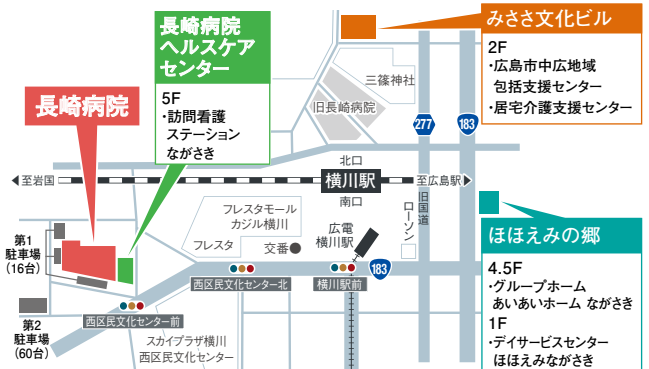 長崎病院
ヘルスケア
センター
5F
・訪問看護
ステーション
ながさき
長崎病院
みささ文化ビル
2F
・広島市中広地域
包括支援センター
・居宅介護支援センター
三篠神社
旧長崎病院
277
183
北口
至岩国
横川駅
至広島駅
南口
旧国道
ローソン
フレスタモール
カジル横川
フレスタ
交番
広電
横川駅
183
第1
駐車場
(16台)
西区民文化センター北
横川駅前
西区民文化センター前
第2
駐車場
(60台)
スカイプラザ横川
西区民文化センター
ほほえみの郷
4.5F
・グループホーム
あいあいホーム ながさき
1F
・デイサービスセンター
ほほえみながさき